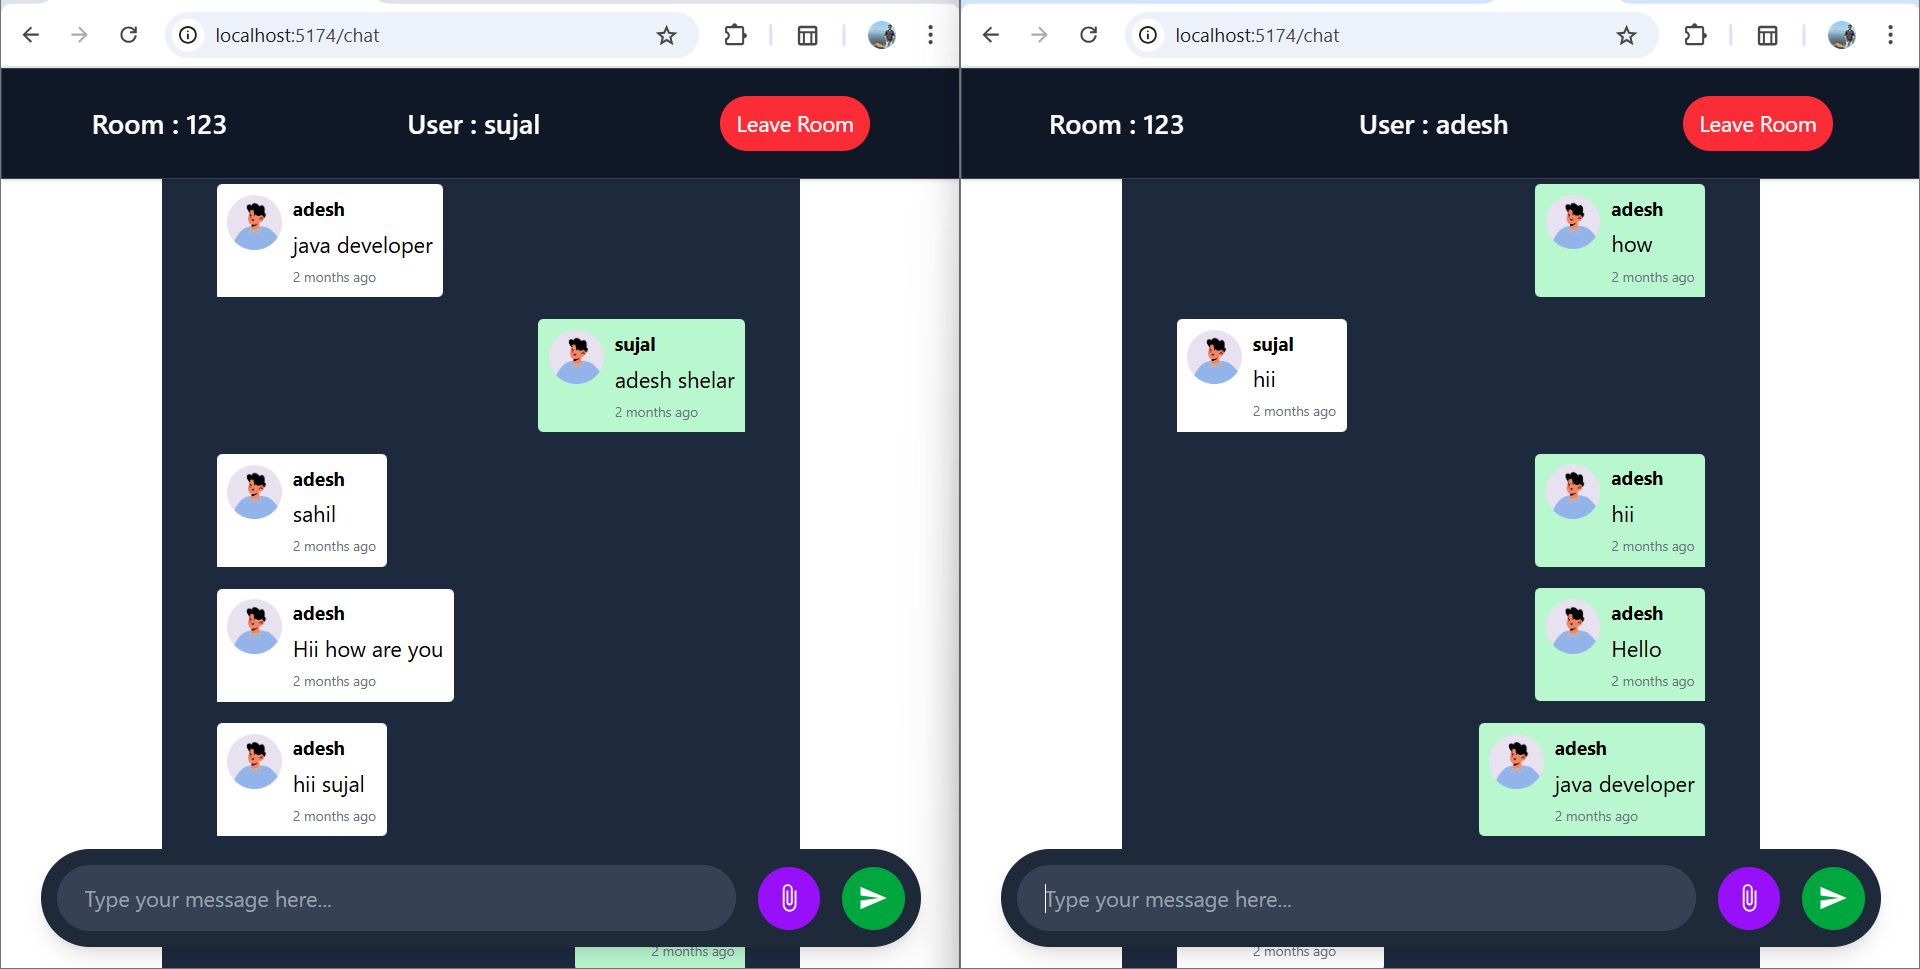 localhost:5174/chat
Room : 123
User : sujal
Leave Room
adesh
java developer
2 months ago
sujal
adesh shelar
2 months ago
adesh
sahil
2 months ago
adesh
Hii how are you
2 months ago
adesh
hii sujal
2 months ago
Type your message here...
2 months ago
localhost:5174/chat
Room : 123
User : adesh
Leave Room
adesh
how
2 months ago
sujal
hii
2 months ago
adesh
hii
2 months ago
adesh
Hello
2 months ago
adesh
java developer
2 months ago
Type your message here...
2 months ago